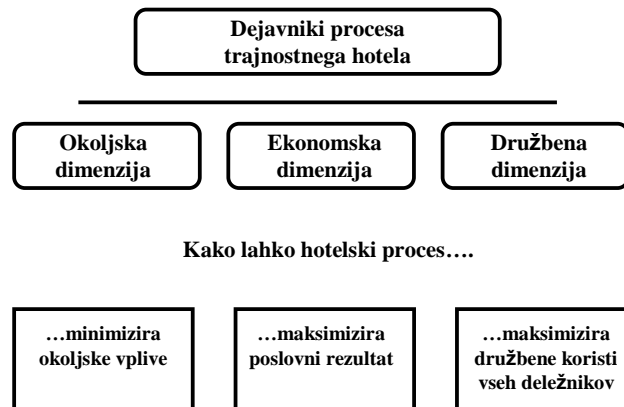 Dejavniki procesa
trajnostnega hotela
Okoljska
dimenzija
Ekonomska
dimenzija
Družbena
dimenzija
Kako lahko hotelski proces….
…minimizira
okoljske vplive
…maksimizira
poslovni rezultat
…maksimizira
družbene koristi
vseh deležnikov